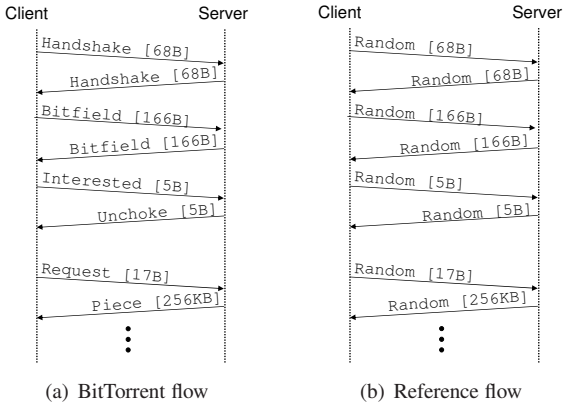 Client
Server
Handshake [68B]
Handshake [68B]
Bitfield [166B]
Bitfield [166B]
Interested [5B]
Unchoke [5B]
Request [17B]
Piece [256KB]
(a) BitTorrent flow
Client
Server
Random [68B]
Random [68B]
Random [166B]
Random [166B]
Random [5B]
Random [5B]
Random [17B]
Random [256KB]
(b) Reference flow